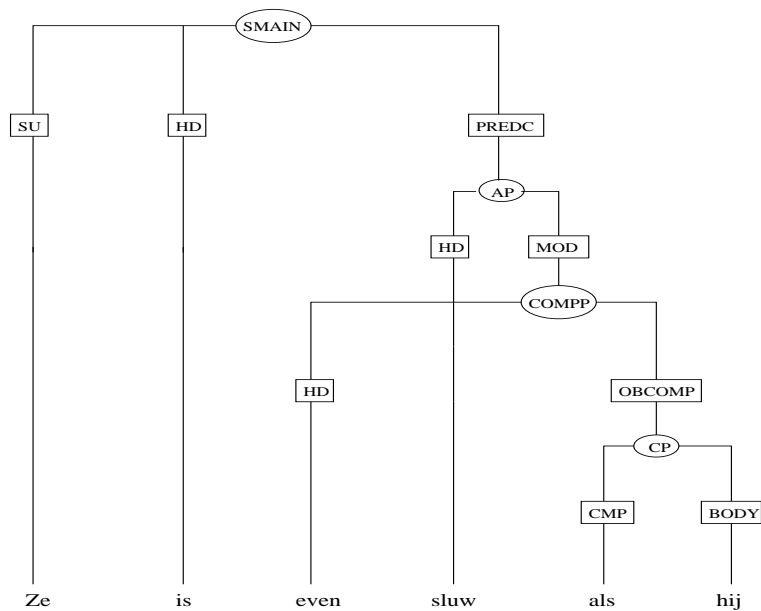 SMAIN
SU HD PREDC
AP
HD MOD
COMPP
HD OBCOMP
CP
CMP BODY
Ze is even sluw als hij